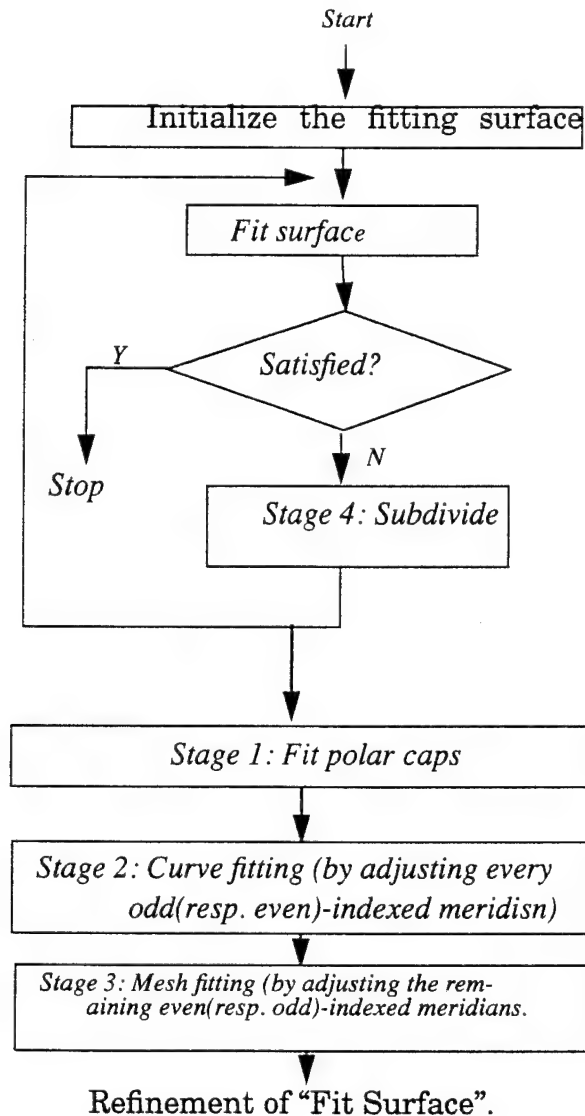 Start
Initialize the fitting surface
Fit surface
Satisfied?
Y
N
Stop
Stage 4: Subdivide
Stage 1: Fit polar caps
Stage 2: Curve fitting (by adjusting every
odd(resp. even)-indexed meridisn)
Stage 3: Mesh fitting (by adjusting the rem-
aining even(resp. odd)-indexed meridians.
Refinement of “Fit Surface”.